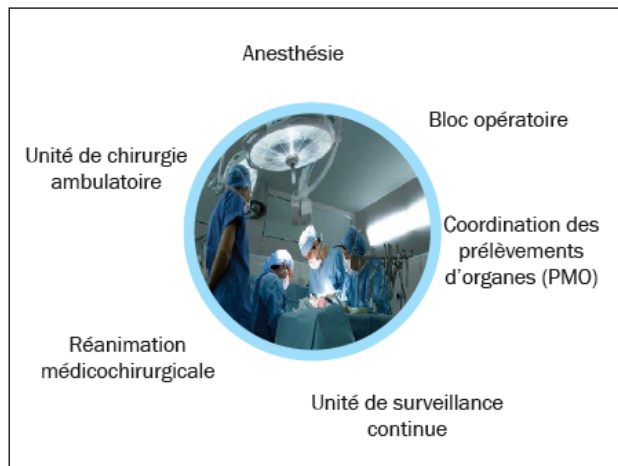 Anesthésie
Bloc opératoire
Coordination des
prélèvements
d'organes (PMO)
Unité de surveillance
continue
Réanimation
médicochirurgicale
Unité de chirurgie
ambulatoire